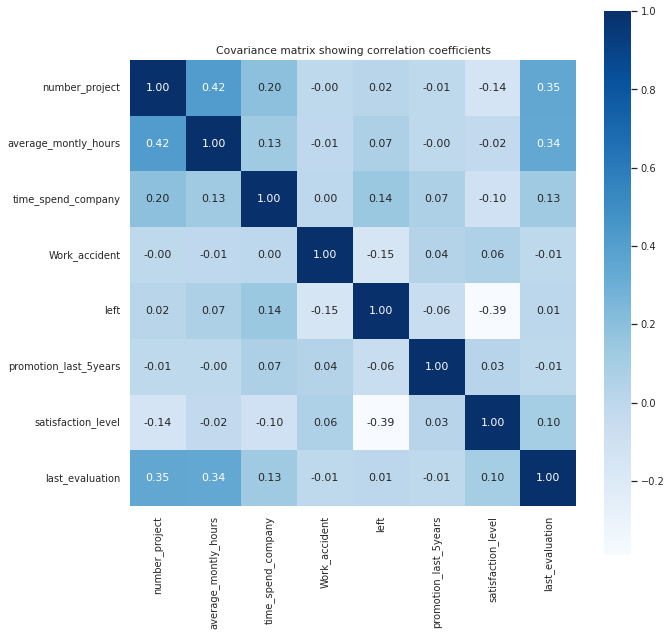 Covariance matrix showing correlation coefficients
number_project 1.00 0.42 0.20 -0.00 0.02 -0.01 -0.14 0.35
average_montly_hours 0.42 1.00 0.13 -0.01 0.07 -0.00 -0.02 0.34
time_spend_company 0.20 0.13 1.00 0.00 0.14 0.07 -0.10 0.13
Work_accident -0.00 -0.01 0.00 1.00 -0.15 0.04 0.06 -0.01
left 0.02 0.07 0.14 -0.15 1.00 -0.06 -0.39 0.01
promotion_last_5years -0.01 -0.00 0.07 0.04 -0.06 1.00 0.03 -0.01
satisfaction_level -0.14 -0.02 -0.10 0.06 -0.39 0.03 1.00 0.10
last_evaluation 0.35 0.34 0.13 -0.01 0.01 -0.01 0.10 1.00
number_project
average_montly_hours
time_spend_company
Work_accident
left
promotion_last_5years
satisfaction_level
last_evaluation
1.0
0.8
0.6
0.4
0.2
0.0
−0.2